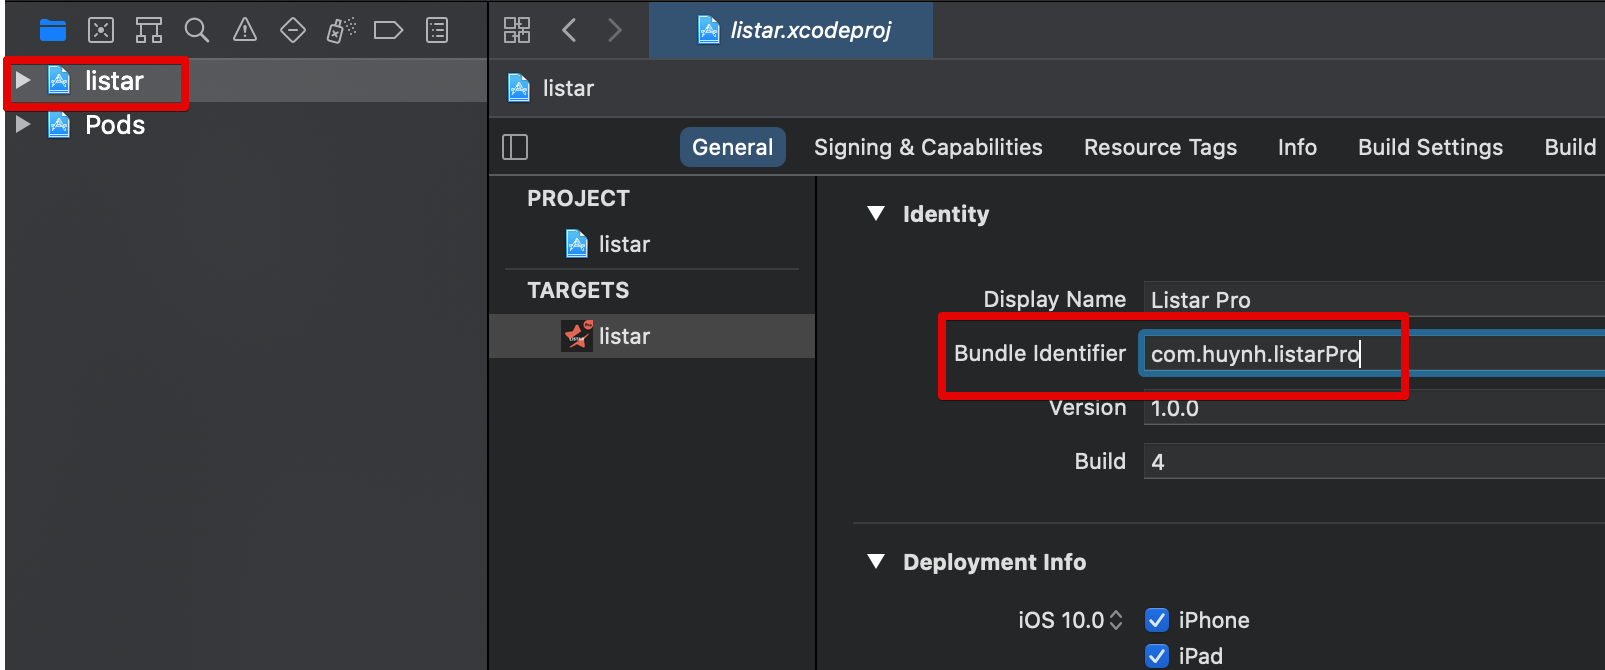 listar
Pods
listar.xcodeproj
listar
General Signing & Capabilities Resource Tags Info Build Settings Build
PROJECT
listar
TARGETS
listar
Identity
Display Name Listar Pro
Bundle Identifier com.huynh.listarPro
Version 1.0.0
Build 4
Deployment Info
iOS 10.0 iPhone
iPad